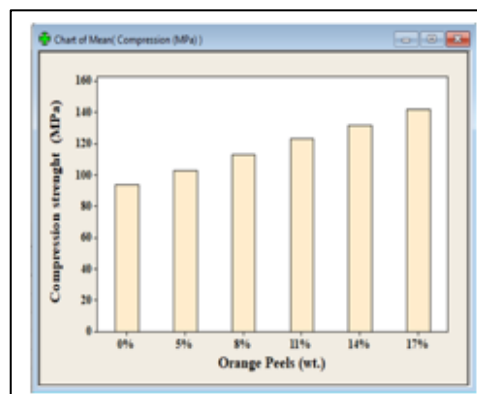 Chart of Mean( Compression (MPa) )
Compression strenght (MPa)
160
140
120
100
80
60
40
20
0
0% 5% 8% 11% 14% 17%
Orange Peels (wt.)